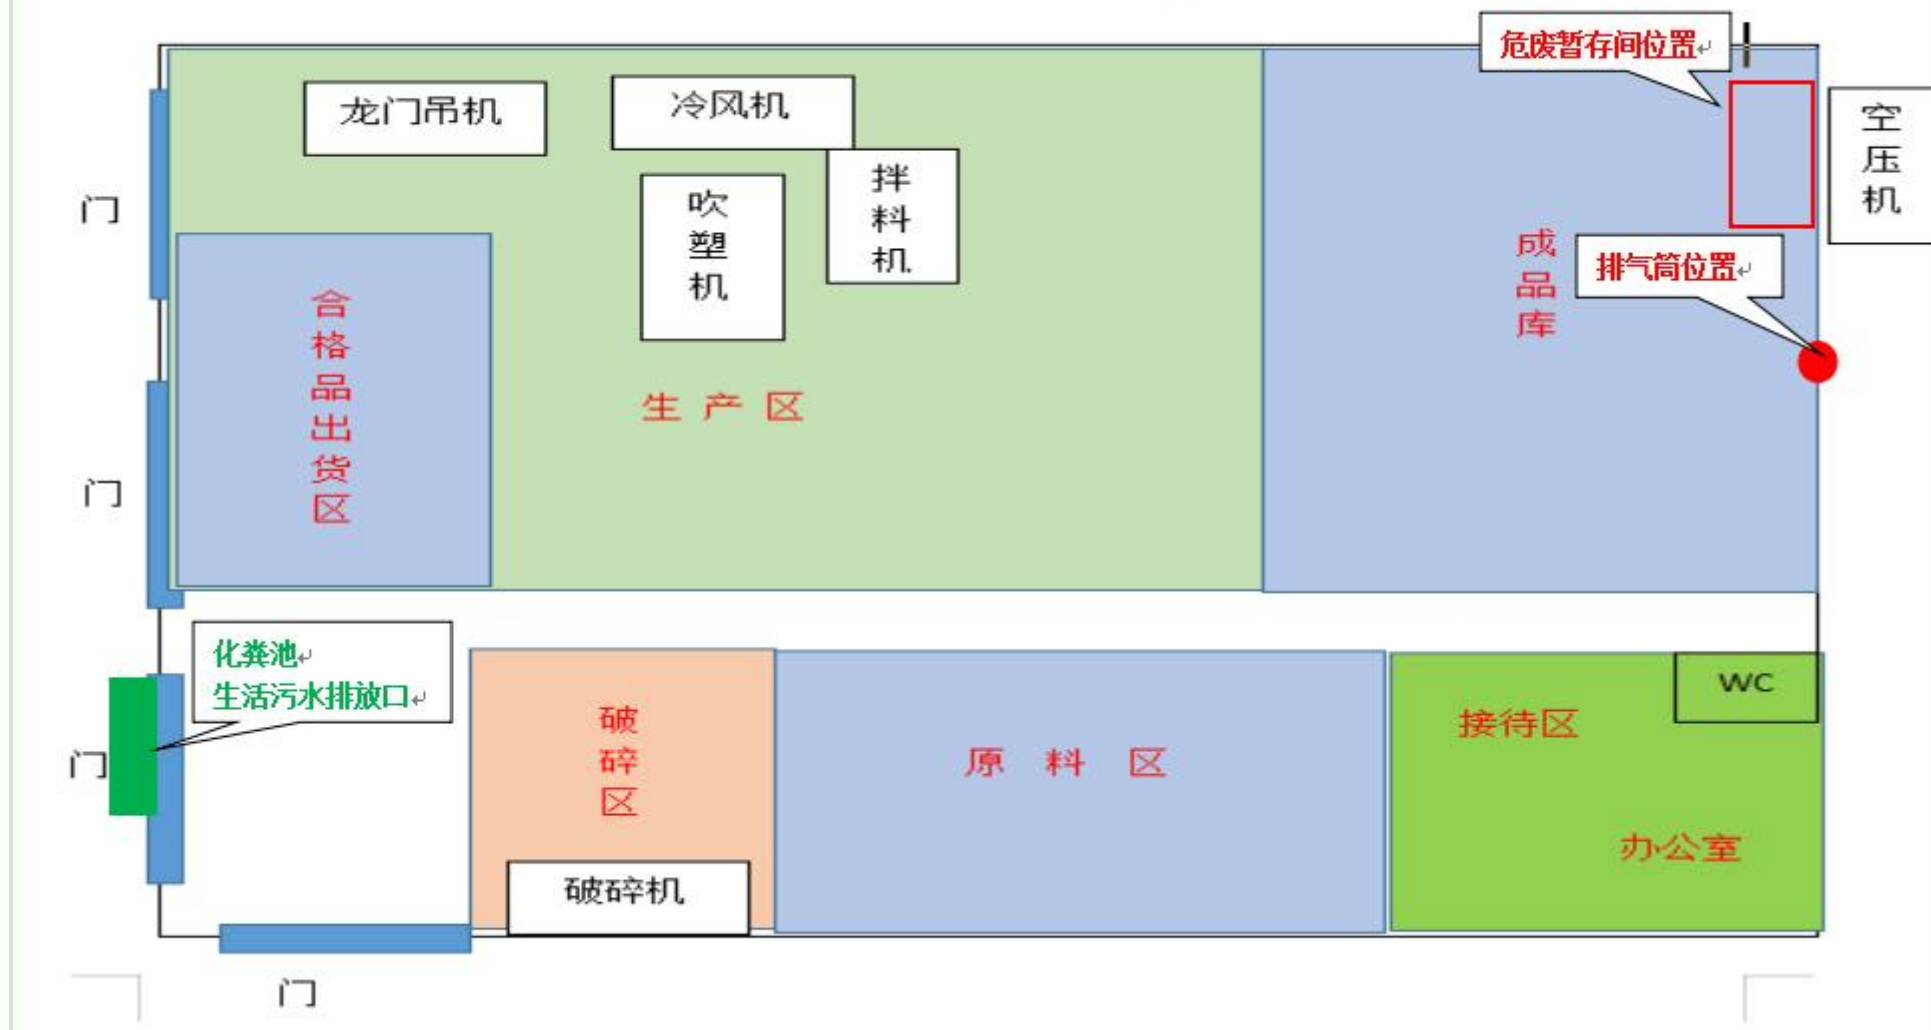 危废暂存间位置
龙门吊机
冷风机
空压机
拌料机
吹塑机
门
成品库
排气筒位置
合格品出货区
生产区
门
化粪池
生活污水排放口
WC
破碎区
接待区
原料区
门
办公室
破碎机
门